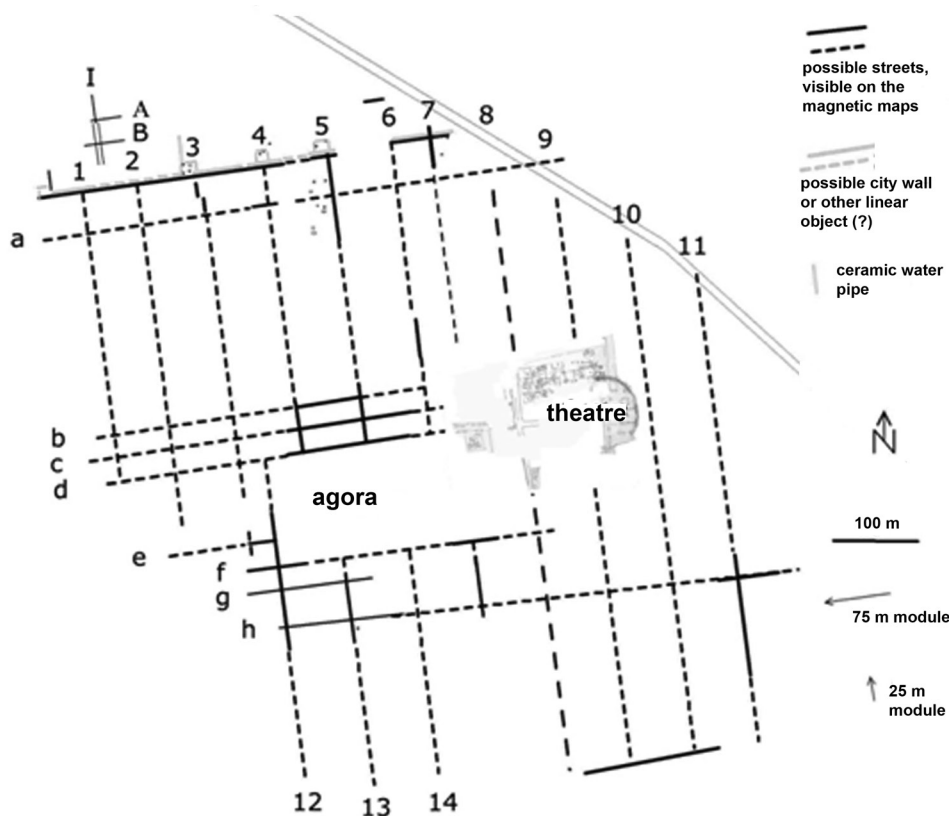 I
A
B
1
2
3
4
5
6
7
8
9
10
11
a
b
c
d
e
f
g
h
12
13
14
theatre
agora
possible streets,
visible on the
magnetic maps
possible city wall
or other linear
object (?)
ceramic water
pipe
N
100 m
75 m module
25 m
module